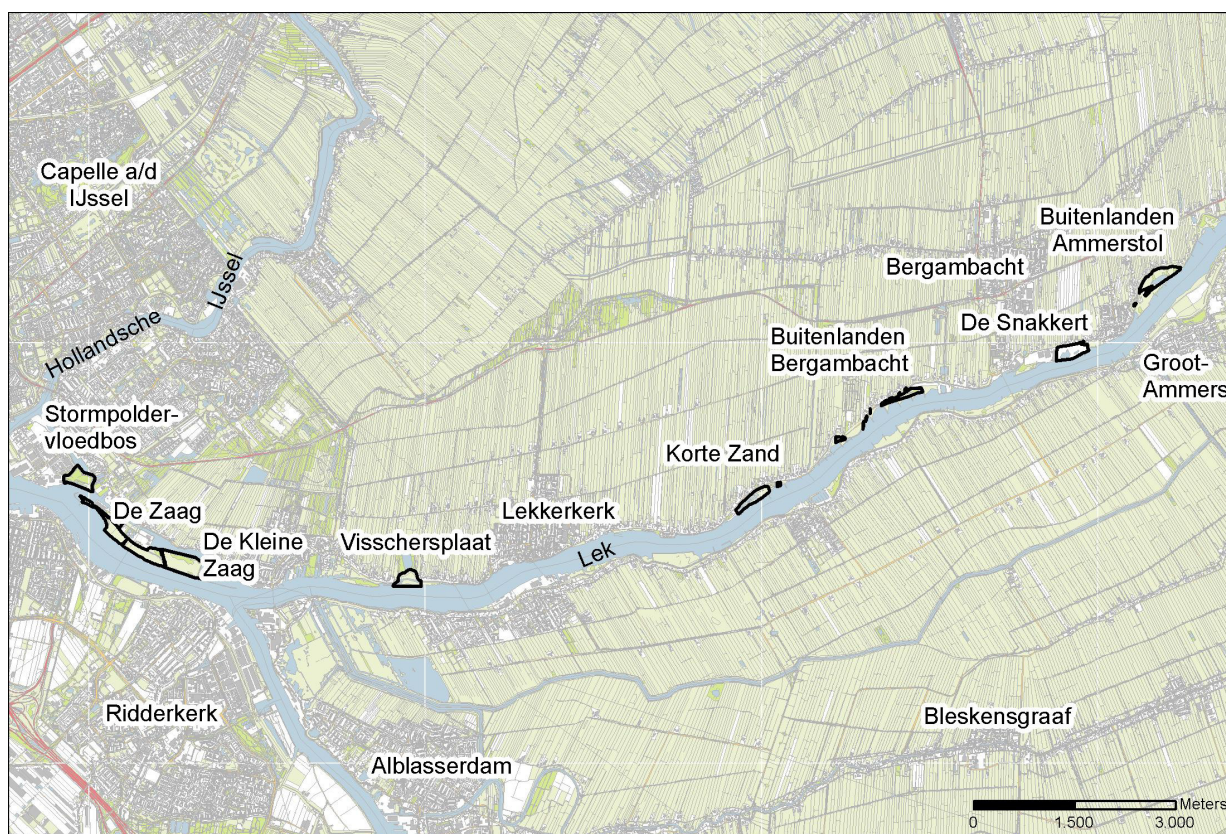 Capelle a/d
IJssel
Buitenlanden
Ammerstol
Bergambacht
IJssel
Hollandsche
De Snakkert
Buitenlanden
Bergambacht
Groot-
Ammers
Stormpolder-
vloedbos
Korte Zand
De Zaag
Lekkerkerk
De Kleine
Zaag
Visschersplaat
Lek
Ridderkerk
Bleskensgraaf
Alblasserdam
Meters
0 1.500 3.000